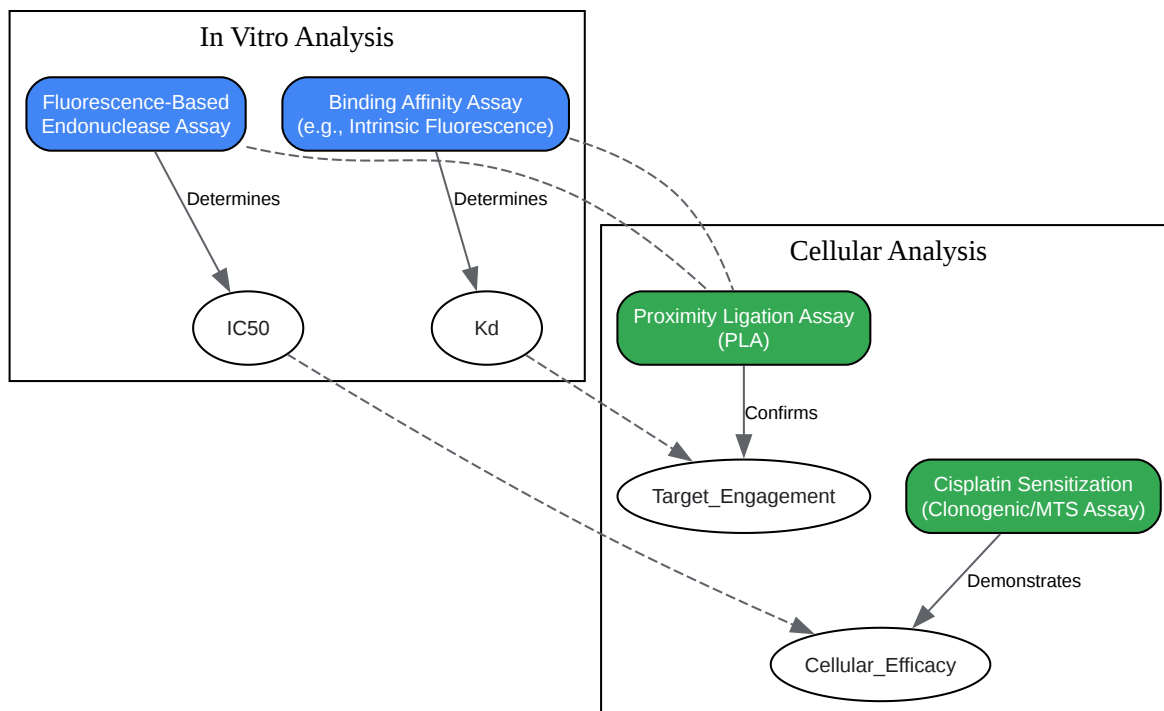 In Vitro Analysis
Fluorescence-Based
Endonuclease Assay
Binding Affinity Assay
(e.g., Intrinsic Fluorescence)
Determines
Determines
IC50
Kd
Cellular Analysis
Proximity Ligation Assay
(PLA)
Confirms
Target_Engagement
Cisplatin Sensitization
(Clonogenic/MTS Assay)
Demonstrates
Cellular_Efficacy